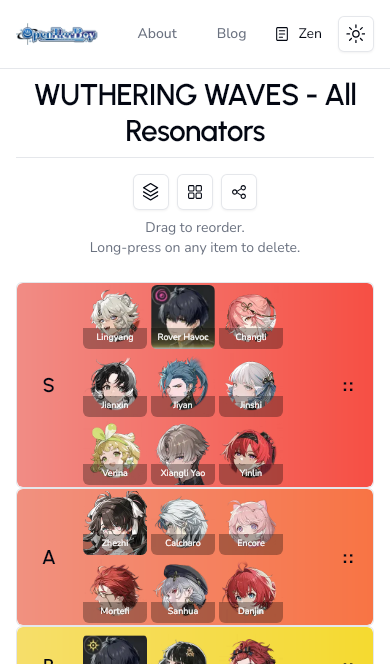 OpenTierBoy
About
Blog
Zen
WUTHERING WAVES - All
Resonators
Drag to reorder.
Long-press on any item to delete.
S
Lingyang
Rover Havoc
Changli
Jianxin
Jiyan
Jinshi
Verina
Xiangli Yao
Yinlin
A
Zhezhi
Calcharo
Encore
Mortefi
Sanhua
Danjin
B